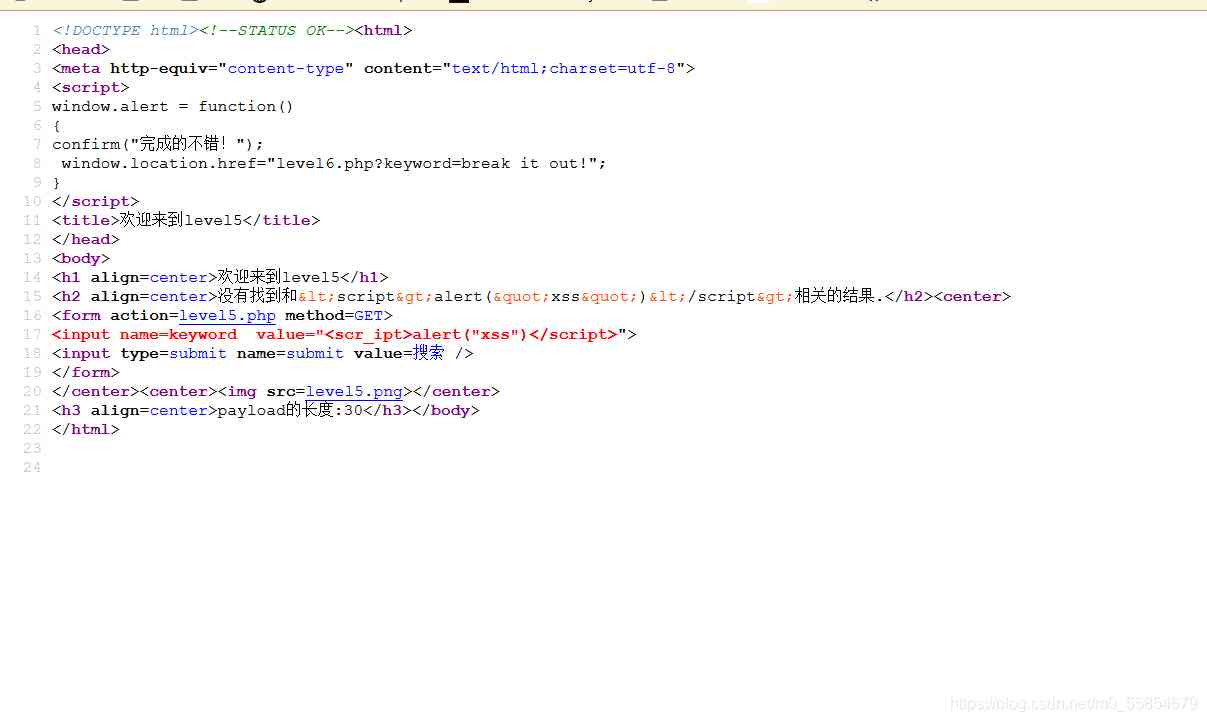 1 <!DOCTYPE html><!--STATUS OK--><html>
2 <head>
3 <meta http-equiv="content-type" content="text/html;charset=utf-8">
4 <script>
5 window.alert = function()
6 {
7 confirm("完成的不错！");
8  window.location.href="level6.php?keyword=break it out!";
9 }
10 </script>
11 <title>欢迎来到level5</title>
12 </head>
13 <body>
14 <h1 align=center>欢迎来到level5</h1>
15 <h2 align=center>没有找到和&lt;script&gt;alert(&quot;xss&quot;)&lt;/script&gt;相关的结果.</h2><center>
16 <form action=level5.php method=GET>
17 <input name=keyword  value="<scr_ipt>alert("xss")</script>">
18 <input type=submit name=submit value=搜索 />
19 </form>
20 </center><center><img src=level5.png></center>
21 <h3 align=center>payload的长度:30</h3></body>
22 </html>
23
24
https://blog.csdn.net/m0_55854679